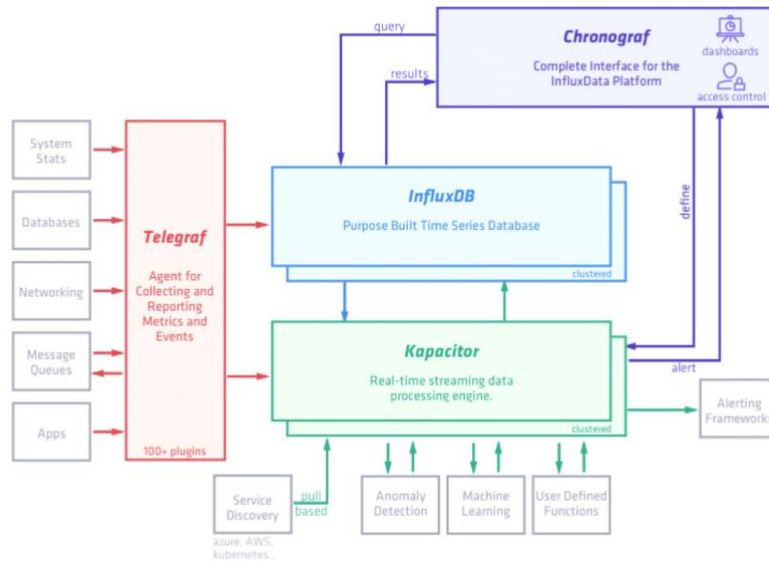 query
Chronograf
dashboards
Complete Interface for the
InfluxData Platform
results
access control
System
Stats
Databases
Networking
Message
Queues
Apps
Telegraf
Agent for
Collecting and
Reporting
Metrics and
Events
100+ plugins
InfluxDB
Purpose Built Time Series Database
clustered
define
Kapacitor
Real-time streaming data
processing engine.
clustered
alert
Alerting
Frameworks
Service
Discovery
pull
based
azure, AWS,
kubernetes...
Anomaly
Detection
Machine
Learning
User Defined
Functions